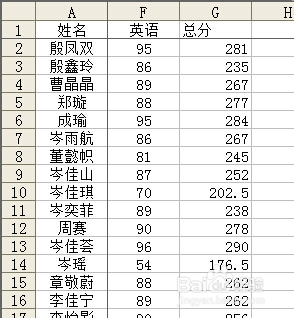 A F G H
1 姓名 英语 总分
2 殷凤双 95 281
3 殷鑫玲 86 235
4 曹晶晶 89 267
5 郑璇 88 277
6 成瑜 95 284
7 岑雨航 86 267
8 董懿帜 81 245
9 岑佳山 87 252
10 岑佳琪 70 202.5
11 岑奕菲 89 238
12 周赛 90 278
13 岑佳荟 96 290
14 岑瑶 54 176.5
15 章敬蔚 88 262
16 李佳宁 89 262